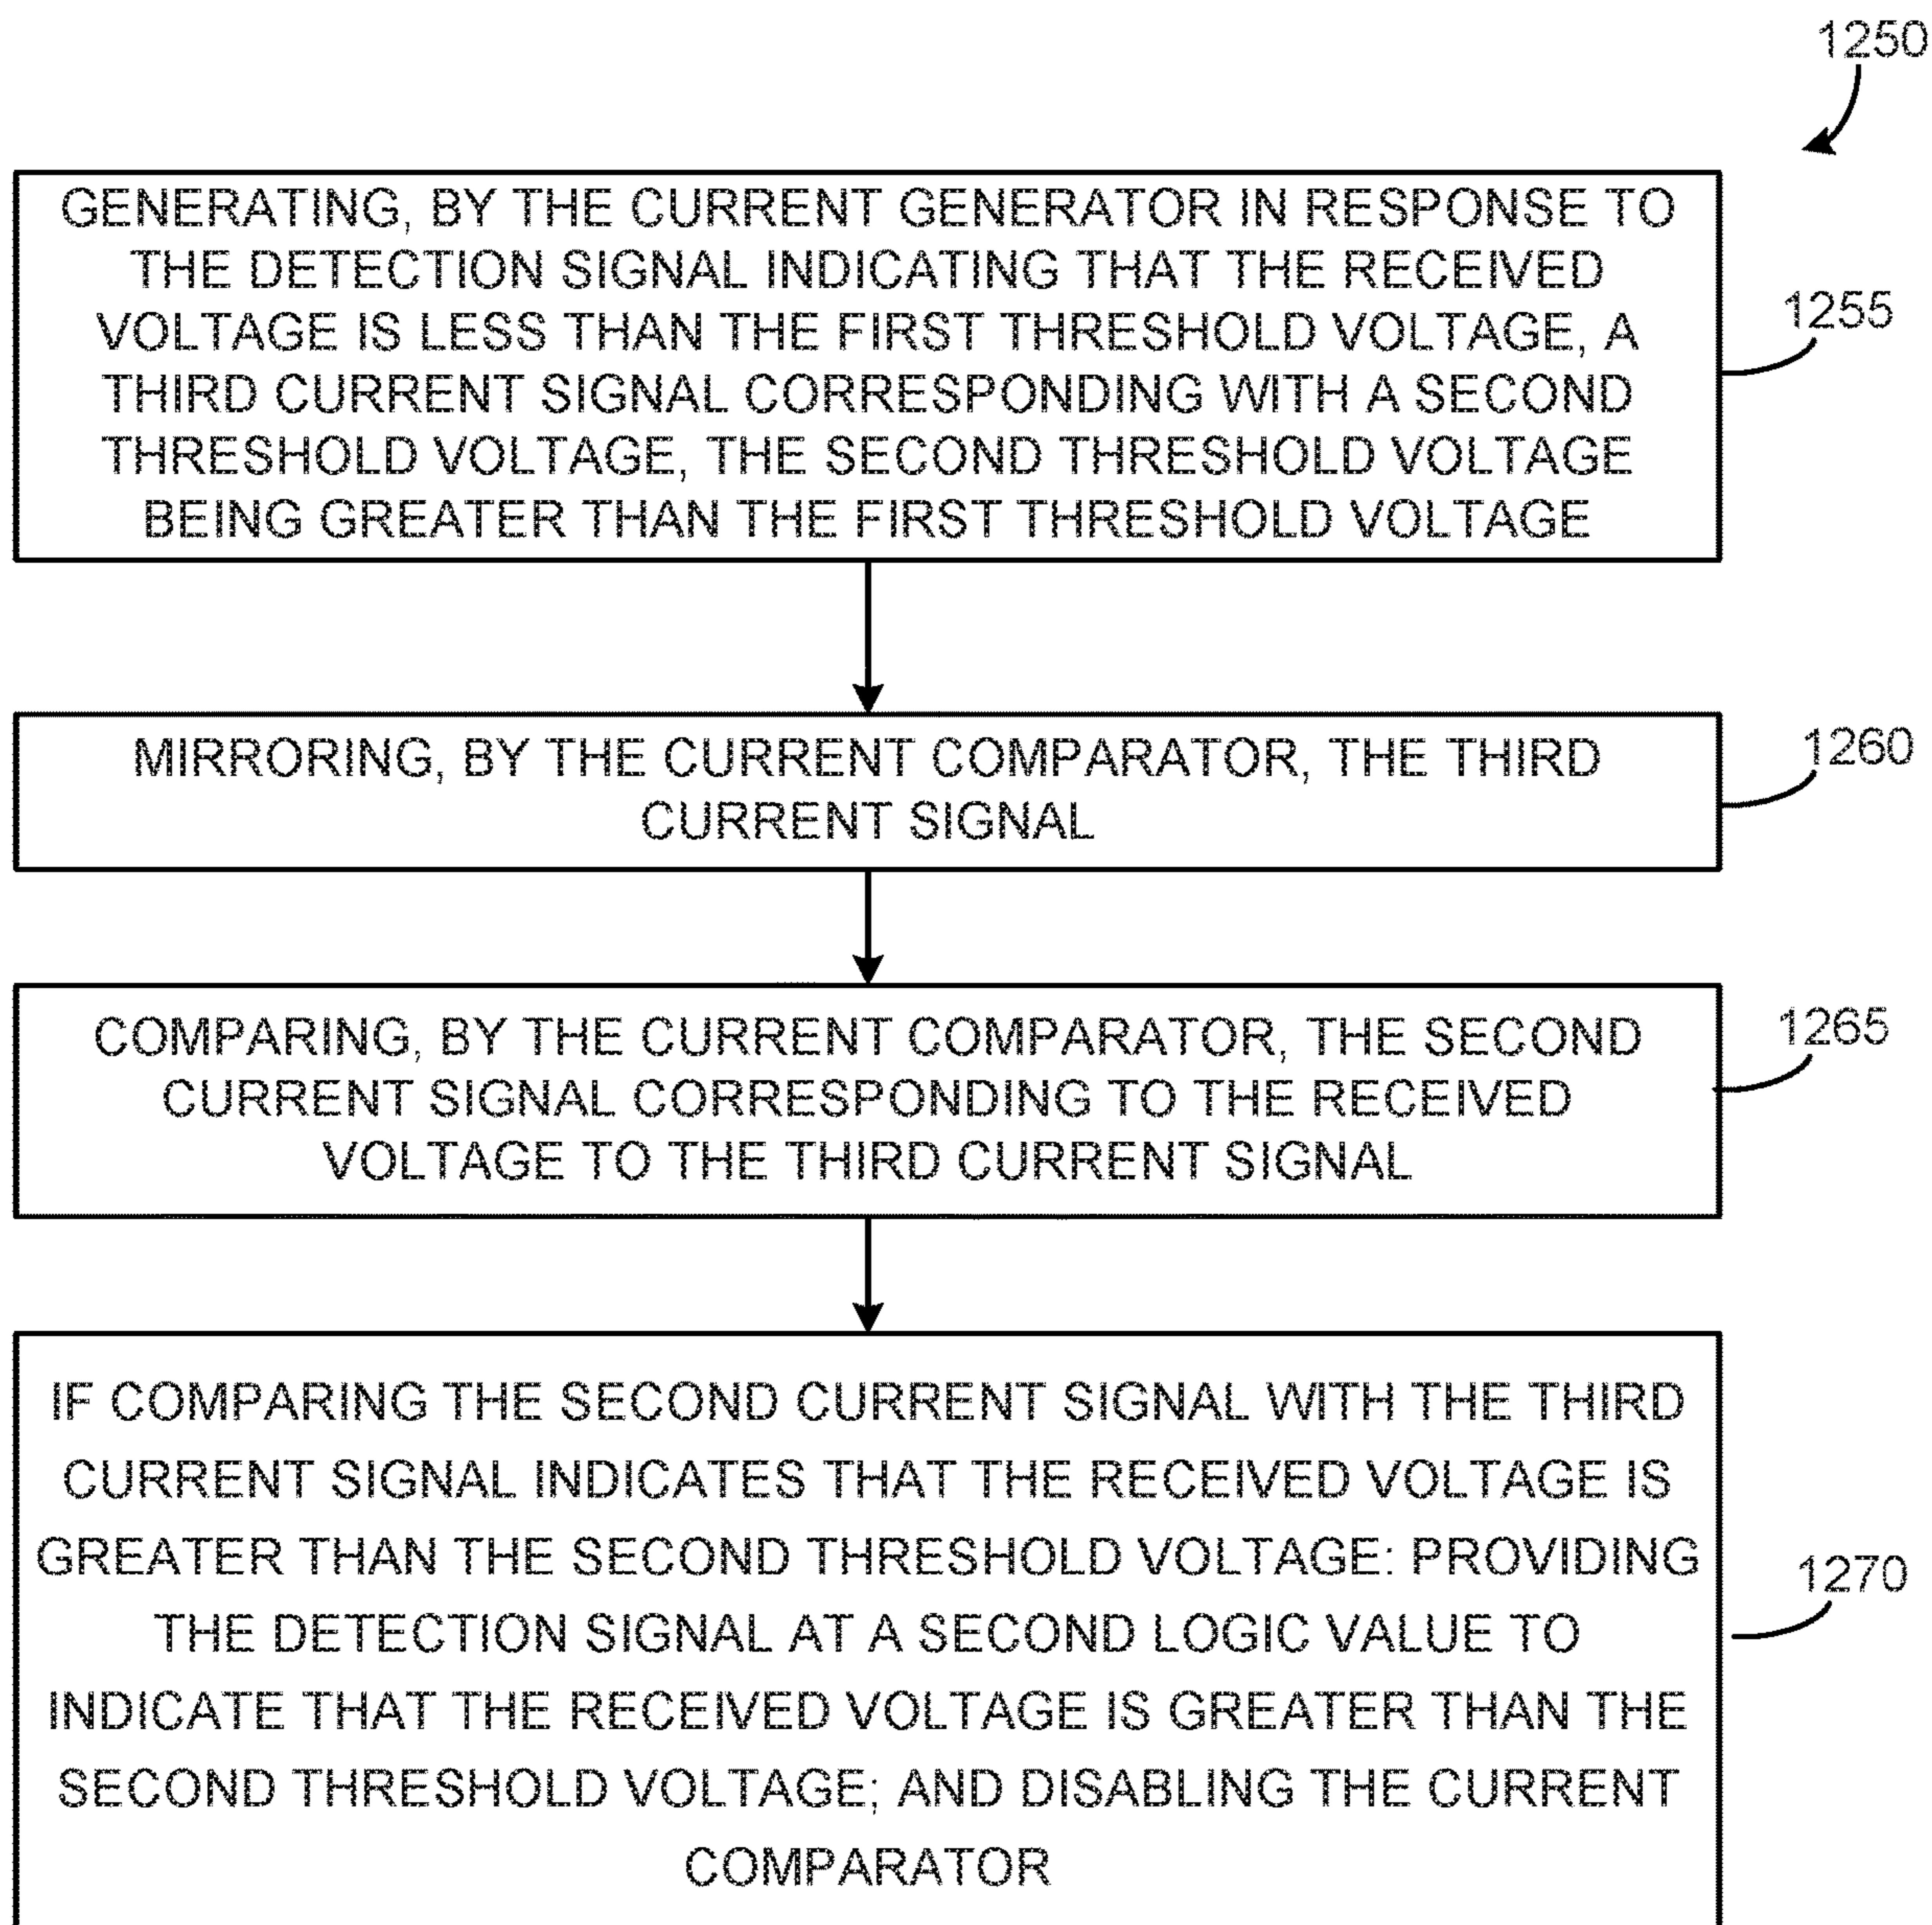 1250
GENERATING, BY THE CURRENT GENERATOR IN RESPONSE TO
THE DETECTION SIGNAL INDICATING THAT THE RECEIVED
VOLTAGE IS LESS THAN THE FIRST THRESHOLD VOLTAGE, A
THIRD CURRENT SIGNAL CORRESPONDING WITH A SECOND
THRESHOLD VOLTAGE, THE SECOND THRESHOLD VOLTAGE
BEING GREATER THAN THE FIRST THRESHOLD VOLTAGE
1255
MIRRORING, BY THE CURRENT COMPARATOR, THE THIRD
CURRENT SIGNAL
1260
COMPARING, BY THE CURRENT COMPARATOR, THE SECOND
CURRENT SIGNAL CORRESPONDING TO THE RECEIVED
VOLTAGE TO THE THIRD CURRENT SIGNAL
1265
IF COMPARING THE SECOND CURRENT SIGNAL WITH THE THIRD
CURRENT SIGNAL INDICATES THAT THE RECEIVED VOLTAGE IS
GREATER THAN THE SECOND THRESHOLD VOLTAGE: PROVIDING
THE DETECTION SIGNAL AT A SECOND LOGIC VALUE TO
INDICATE THAT THE RECEIVED VOLTAGE IS GREATER THAN THE
SECOND THRESHOLD VOLTAGE; AND DISABLING THE CURRENT
COMPARATOR
1270